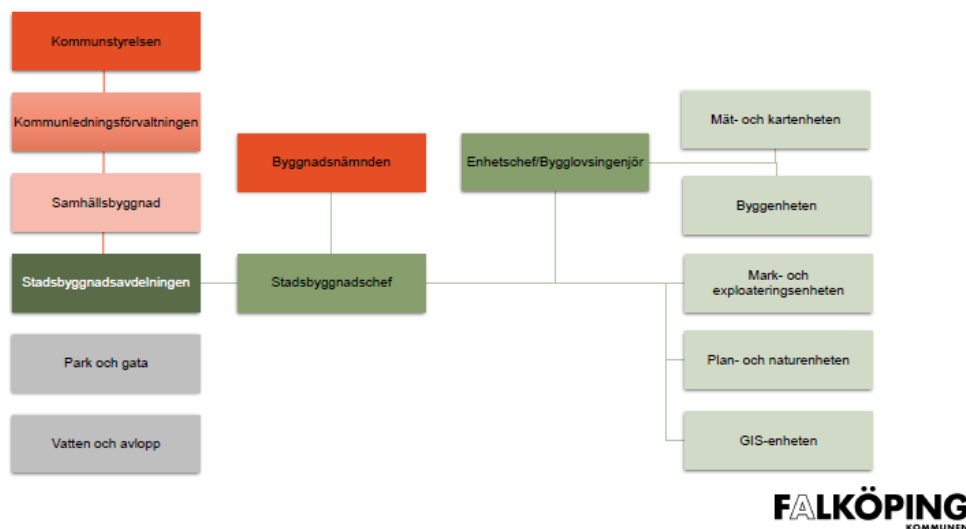 Kommunstyrelsen
Kommunledningsförvaltningen
Samhällsbyggnad
Stadsbyggnadsavdelningen
Park och gata
Vatten och avlopp
Byggnadsnämnden
Stadsbyggnadschef
Enhetschef/Bygglovsingenjör
Mät- och kartenheten
Byggenheten
Mark- och
exploateringsenheten
Plan- och naturenheten
GIS-enheten
FALKÖPING
KOMMUNEN